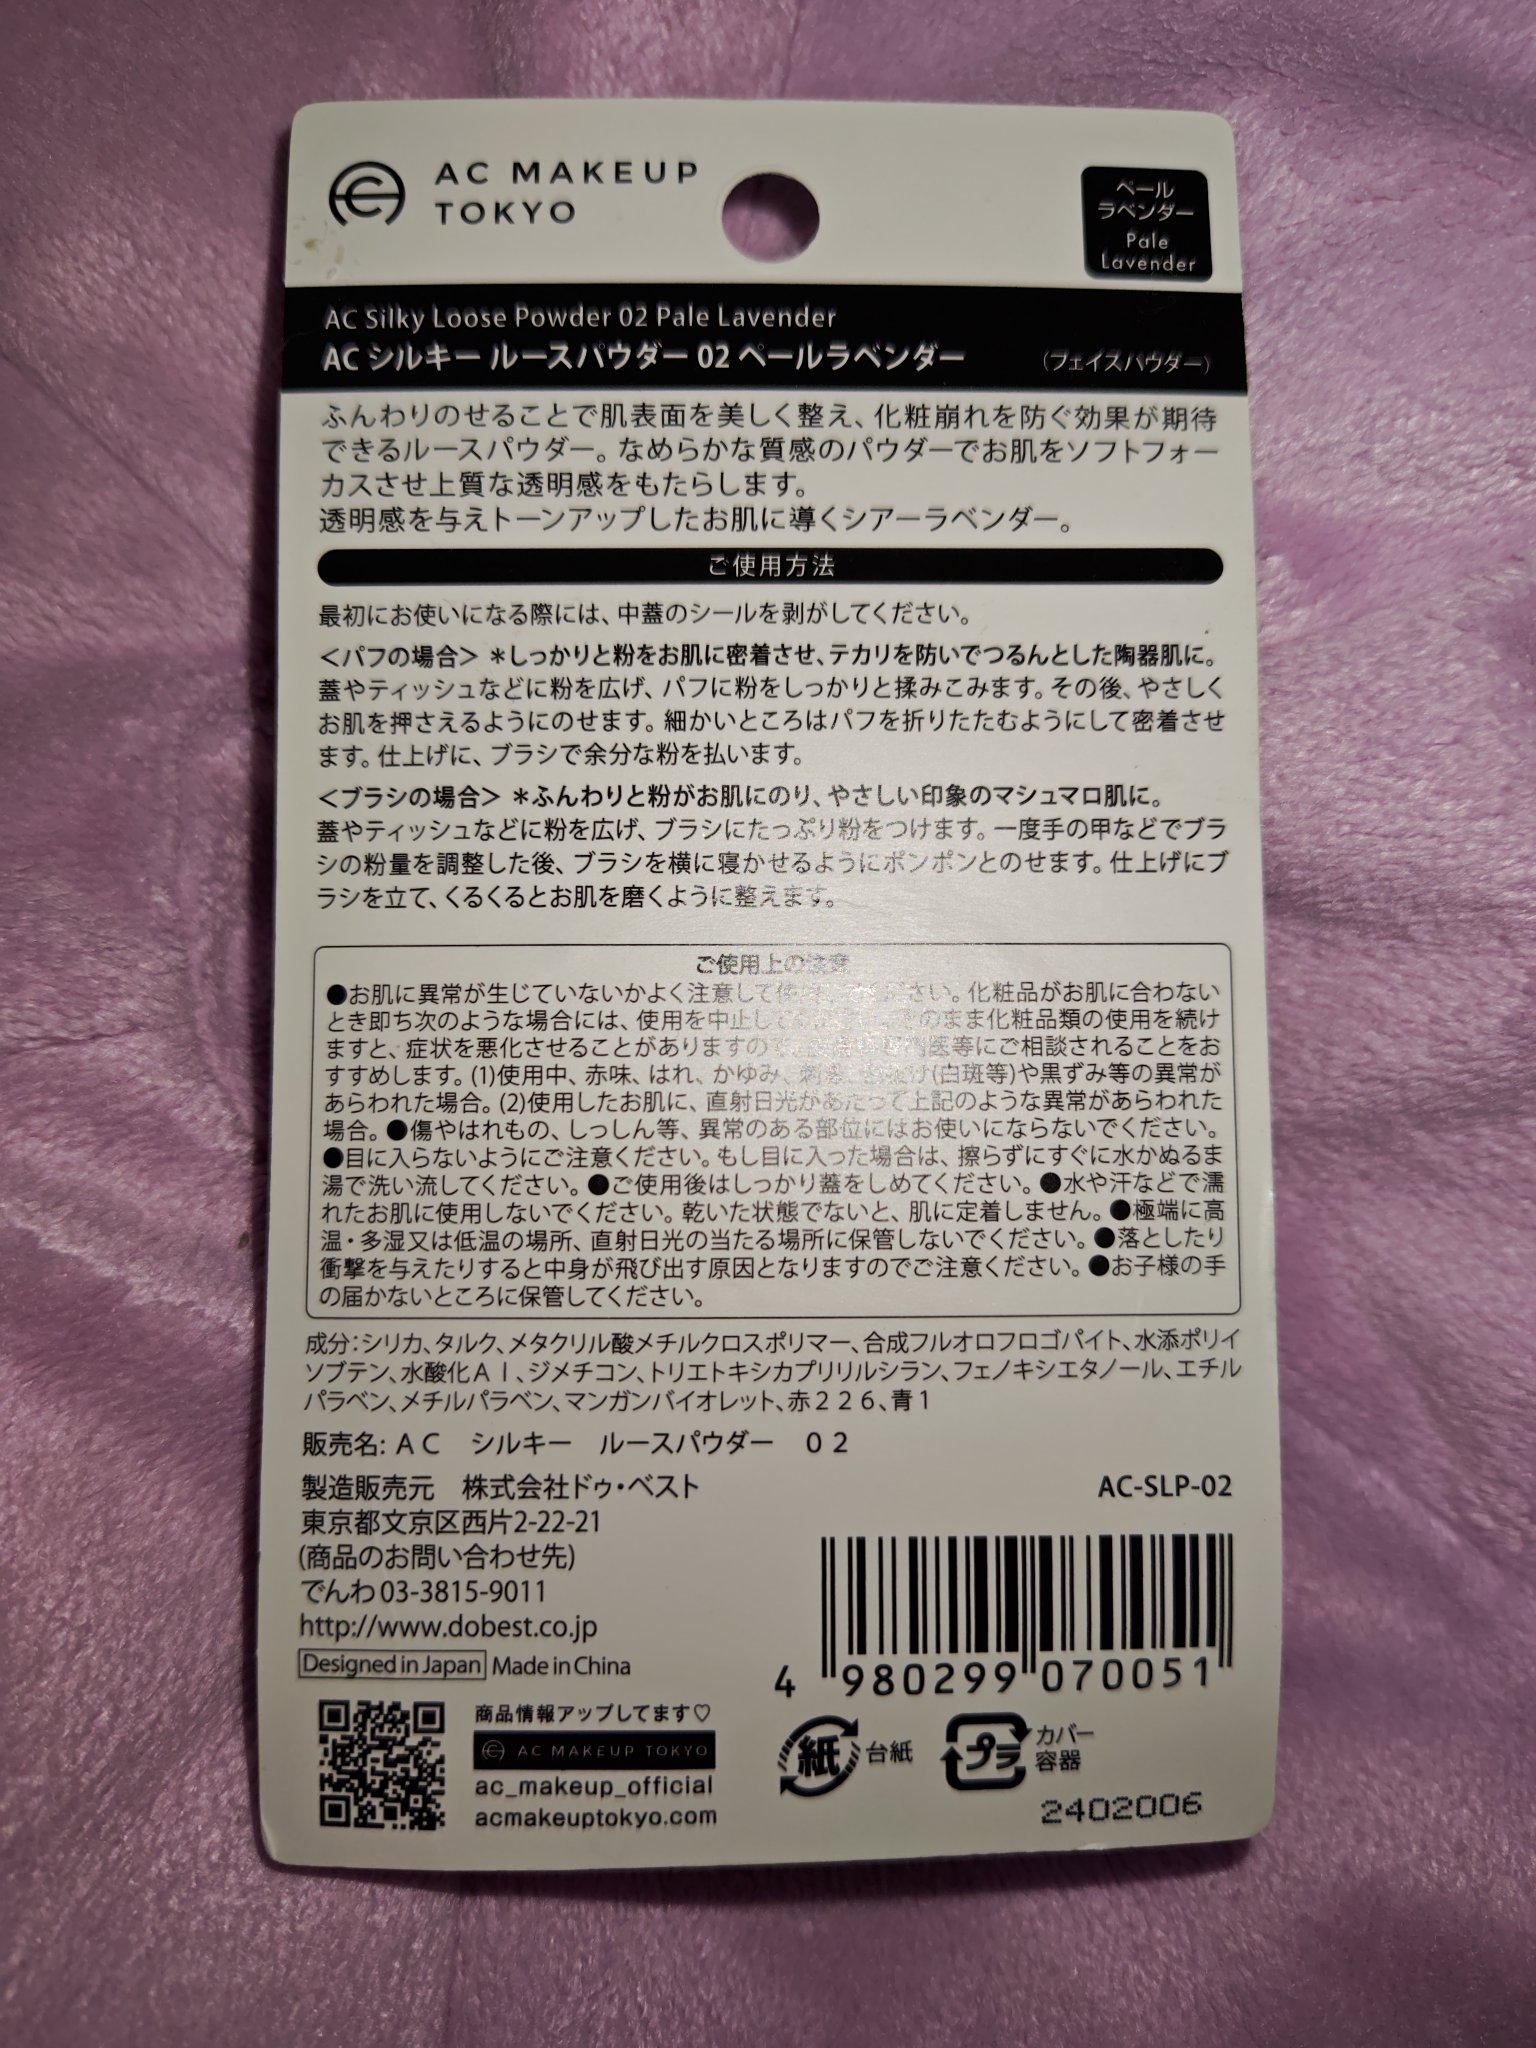 AC MAKEUP
TOKYO
ペール
ラベンダー
Pale
Lavender
AC Silky Loose Powder 02 Pale Lavender
AC シルキー ルースパウダー 02 ペールラベンダー (フェイスパウダー)
ふんわりのせることで肌表面を美しく整え、化粧崩れを防ぐ効果が期待
できるルースパウダー。なめらかな質感のパウダーでお肌をソフトフォー
カスさせ上質な透明感をもたらします。
透明感を与えトーンアップしたお肌に導くシアーラベンダー。
ご使用方法
最初にお使いになる際には、中蓋のシールを剥がしてください。
＜パフの場合＞ ＊しっかりと粉をお肌に密着させ、テカリを防いでつるんとした陶器肌に。
蓋やティッシュなどに粉を広げ、パフに粉をしっかりと揉みこみます。その後、やさしく
お肌を押さえるようにのせます。細かいところはパフを折りたたむようにして密着させ
ます。仕上げに、ブラシで余分な粉を払います。
＜ブラシの場合＞ ＊ふんわりと粉がお肌にのり、やさしい印象のマシュマロ肌に。
蓋やティッシュなどに粉を広げ、ブラシにたっぷり粉をつけます。一度手の甲などでブラ
シの粉量を調整した後、ブラシを横に寝かせるようにポンポンとのせます。仕上げにブ
ラシを立て、くるくるとお肌を磨くように整えます。
ご使用上の注意
●お肌に異常が生じていないかよく注意して使用してください。化粧品がお肌に合わない
とき即ち次のような場合には、使用を中止して のまま化粧品類の使用を続け
ますと、症状を悪化させることがありますので、 医等にご相談されることをお
すすめします。(1)使用中、赤味、はれ、かゆみ、刺激、 (白斑等)や黒ずみ等の異常が
あらわれた場合。(2)使用したお肌に、直射日光があたって上記のような異常があらわれた
場合。●傷やはれもの、しっしん等、異常のある部位にはお使いにならないでください。
●目に入らないようにご注意ください。もし目に入った場合は、擦らずにすぐに水かぬるま
湯で洗い流してください。●ご使用後はしっかり蓋をしめてください。●水や汗などで濡
れたお肌に使用しないでください。乾いた状態でないと、肌に定着しません。●極端に高
温・多湿又は低温の場所、直射日光の当たる場所に保管しないでください。●落としたり
衝撃を与えたりすると中身が飛び出す原因となりますのでご注意ください。●お子様の手
の届かないところに保管してください。
成分：シリカ、タルク、メタクリル酸メチルクロスポリマー、合成フルオロフロゴパイト、水添ポリイ
ソブテン、水酸化ＡＩ、ジメチコン、トリエトキシカプリリルシラン、フェノキシエタノール、エチル
パラベン、メチルパラベン、マンガンバイオレット、赤２２６、青１
販売名：ＡＣ シルキー ルースパウダー ０２
製造販売元 株式会社ドゥ・ベスト
AC-SLP-02
東京都文京区西片2-22-21
(商品のお問い合わせ先)
でんわ 03-3815-9011
http://www.dobest.co.jp
Designed in Japan Made in China
4 980299 070051
商品情報アップしてます♡
AC MAKEUP TOKYO
ac_makeup_official
acmakeuptokyo.com
紙 台紙
プラ カバー
容器
2402006